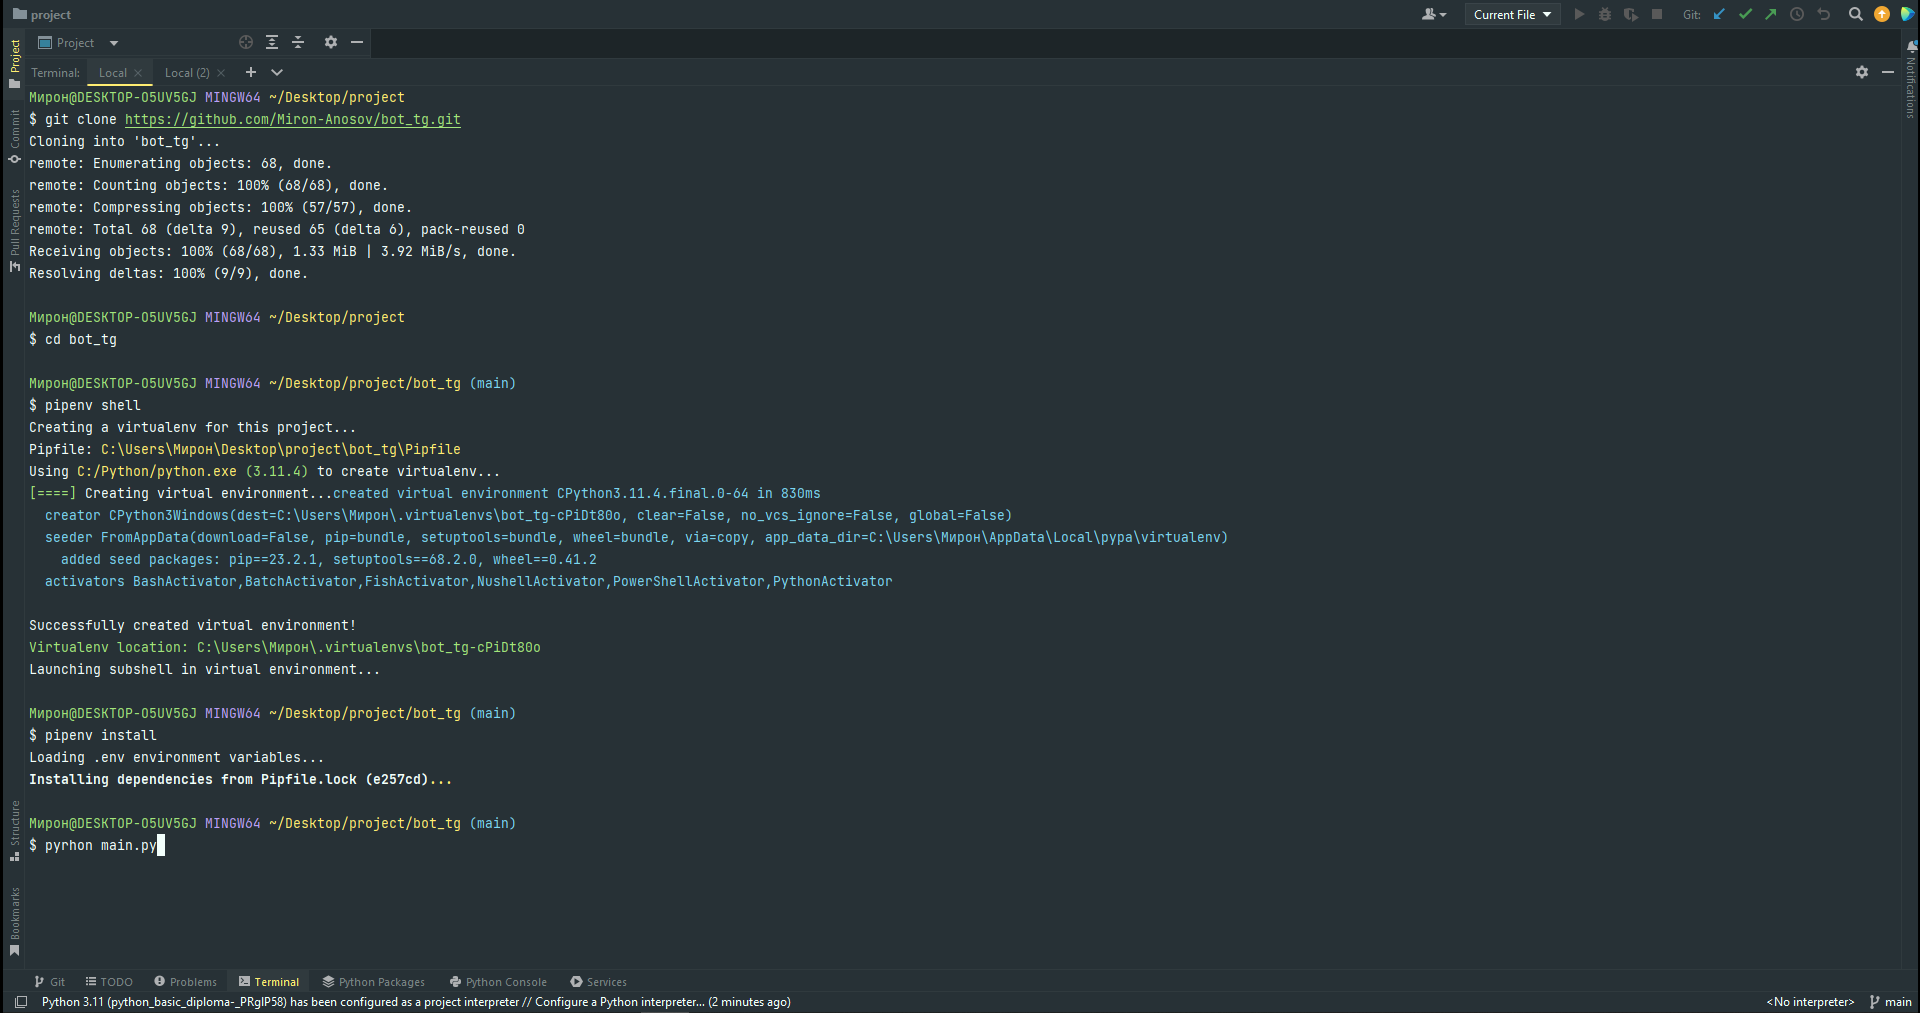 project
Current File
Git:
Project
Project
Terminal:
Local
Local (2)
Notifications
Commit
Pull Requests
Мирон@DESKTOP-O5UV5GJ MINGW64 ~/Desktop/project
$ git clone https://github.com/Miron-Anosov/bot_tg.git
Cloning into 'bot_tg'...
remote: Enumerating objects: 68, done.
remote: Counting objects: 100% (68/68), done.
remote: Compressing objects: 100% (57/57), done.
remote: Total 68 (delta 9), reused 65 (delta 6), pack-reused 0
Receiving objects: 100% (68/68), 1.33 MiB | 3.92 MiB/s, done.
Resolving deltas: 100% (9/9), done.
Мирон@DESKTOP-O5UV5GJ MINGW64 ~/Desktop/project
$ cd bot_tg
Мирон@DESKTOP-O5UV5GJ MINGW64 ~/Desktop/project/bot_tg (main)
$ pipenv shell
Creating a virtualenv for this project...
Pipfile: C:\Users\Мирон\Desktop\project\bot_tg\Pipfile
Using C:/Python/python.exe (3.11.4) to create virtualenv...
[====] Creating virtual environment...created virtual environment CPython3.11.4.final.0-64 in 830ms
creator CPython3Windows(dest=C:\Users\Мирон\.virtualenvs\bot_tg-cPiDt80o, clear=False, no_vcs_ignore=False, global=False)
seeder FromAppData(download=False, pip=bundle, setuptools=bundle, wheel=bundle, via=copy, app_data_dir=C:\Users\Мирон\AppData\Local\pypa\virtualenv)
added seed packages: pip==23.2.1, setuptools==68.2.0, wheel==0.41.2
activators BashActivator,BatchActivator,FishActivator,NushellActivator,PowerShellActivator,PythonActivator
Successfully created virtual environment!
Virtualenv location: C:\Users\Мирон\.virtualenvs\bot_tg-cPiDt80o
Launching subshell in virtual environment...
Мирон@DESKTOP-O5UV5GJ MINGW64 ~/Desktop/project/bot_tg (main)
$ pipenv install
Loading .env environment variables...
Installing dependencies from Pipfile.lock (e257cd)...
Мирон@DESKTOP-O5UV5GJ MINGW64 ~/Desktop/project/bot_tg (main)
$ pyrhon main.py
Structure
Bookmarks
Git
TODO
Problems
Terminal
Python Packages
Python Console
Services
Python 3.11 (python_basic_diploma-_PRglP58) has been configured as a project interpreter // Configure a Python interpreter... (2 minutes ago)
<No interpreter>
main